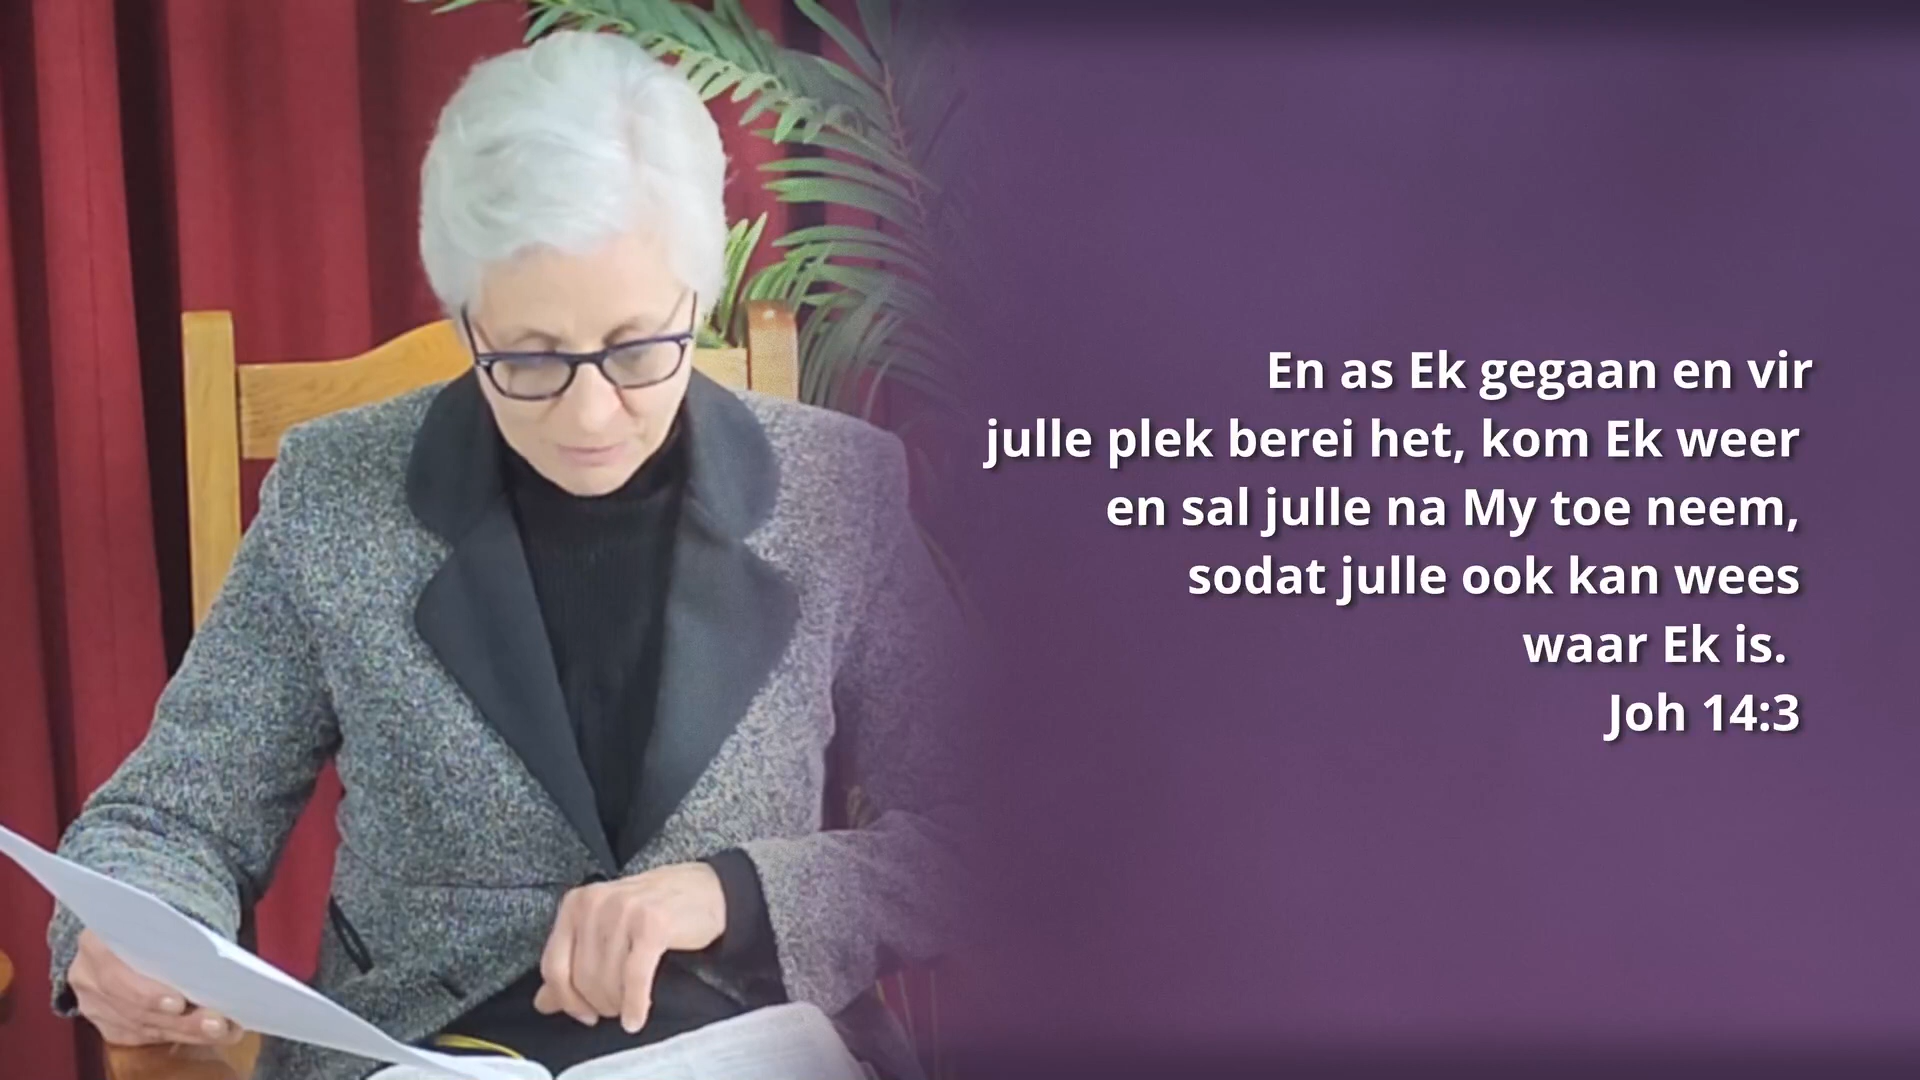 En as Ek gegaan en vir
julle plek berei het, kom Ek weer
en sal julle na My toe neem,
sodat julle ook kan wees
waar Ek is.
Joh 14:3